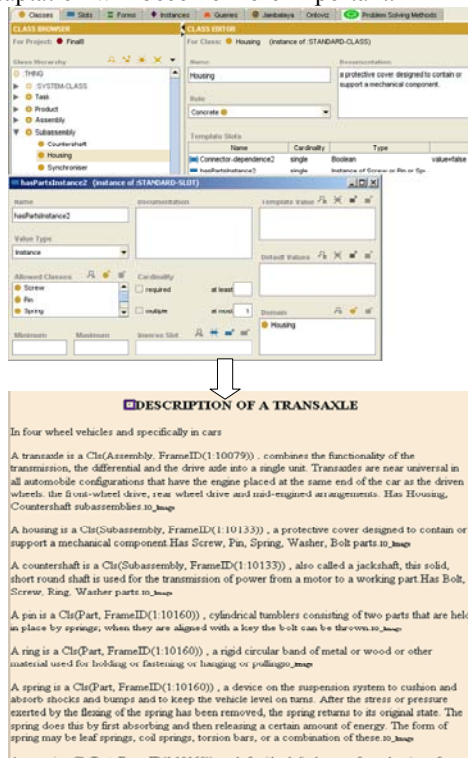 Classes Slots Forms Instances Queries Jambalaya Ontoviz Problem Solving Methods
CLASS BROWSER
For Project: Final8
Class Hierarchy
:THING
:SYSTEM-CLASS
Task
Product
Assembly
Subassembly
Countershaft
Housing
Synchroniser
CLASS EDITOR
For Class: Housing (instance of :STANDARD-CLASS)
Name
Housing
Documentation
a protective cover designed to contain or
support a mechanical component.
Role
Concrete
Template Slots
Name Cardinality Type
Connector-dependence2 single Boolean value=false
hasPartsInstance2 single Instance of Screw or Pin or Spr
hasPartsInstance2 (instance of :STANDARD-SLOT)
Name Documentation Template Value
hasPartsInstance2
Value Type
Instance
Default Values
Allowed Classes Cardinality
Screw
Pin
Spring
required at least
multiple at most 1
Domain
Housing
Minimum Maximum Inverse Slot
DESCRIPTION OF A TRANSAXLE
In four wheel vehicles and specifically in cars
A transaxle is a Cls(Assembly, FrameID(1:10079)) , combines the functionality of the
transmission, the differential and the drive axle into a single unit. Transaxles are near universal in
all automobile configurations that have the engine placed at the same end of the car as the driven
wheels: the front-wheel drive, rear wheel drive and mid-engined arrangements. Has Housing,
Countershaft subassemblies.10_Image
A housing is a Cls(Subassembly, FrameID(1:10133)) , a protective cover designed to contain or
support a mechanical component.Has Screw, Pin, Spring, Washer, Bolt parts.10_Image
A countershaft is a Cls(Subassembly, FrameID(1:10133)) , also called a jackshaft, this solid,
short round shaft is used for the transmission of power from a motor to a working part.Has Bolt,
Screw, Ring, Washer parts 10_Image
A pin is a Cls(Part, FrameID(1:10160)) , cylindrical tumblers consisting of two parts that are held
in place by springs; when they are aligned with a key the bolt can be thrown.10_Image
A ring is a Cls(Part, FrameID(1:10160)) , a rigid circular band of metal or wood or other
material used for holding or fastening or hanging or pulling10_Image
A spring is a Cls(Part, FrameID(1:10160)) , a device on the suspension system to cushion and
absorb shocks and bumps and to keep the vehicle level on turns. After the stress or pressure
exerted by the flexing of the spring has been removed, the spring returns to its original state. The
spring does this by first absorbing and then releasing a certain amount of energy. The form of
spring may be leaf springs, coil springs, torsion bars, or a combination of these.10_Image